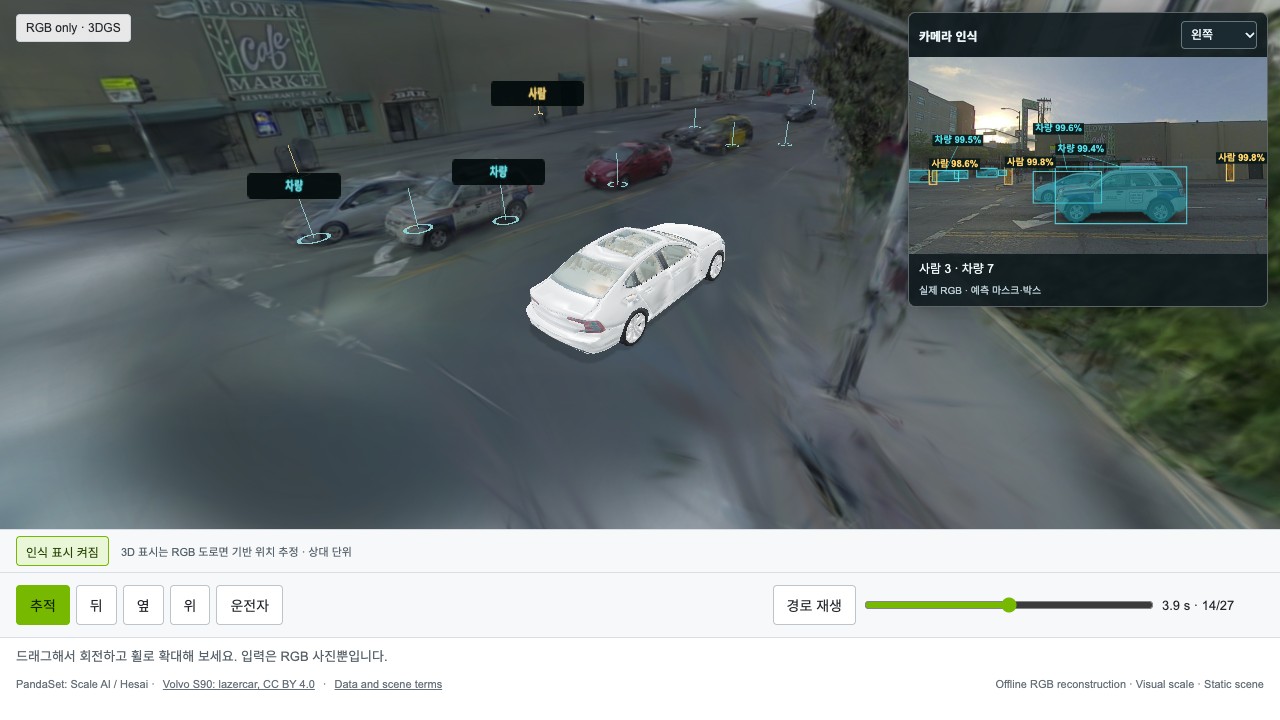 RGB only · 3DGS
FLOWER
Cafe
MARKET
RESTAURANT · BAR
COCKTAILS
BAR
사람
차량
차량
카메라 인식
왼쪽
FLOWER
차량 99.6%
차량 99.5%
차량 99.4%
사람 98.6%
사람 99.8%
사람 99.8%
사람 3 · 차량 7
실제 RGB · 예측 마스크·박스
인식 표시 켜짐
3D 표시는 RGB 도로면 기반 위치 추정 · 상대 단위
추적
뒤
옆
위
운전자
경로 재생
3.9 s · 14/27
드래그해서 회전하고 휠로 확대해 보세요. 입력은 RGB 사진뿐입니다.
PandaSet: Scale AI / Hesai · Volvo S90: lazercar, CC BY 4.0 · Data and scene terms
Offline RGB reconstruction · Visual scale · Static scene